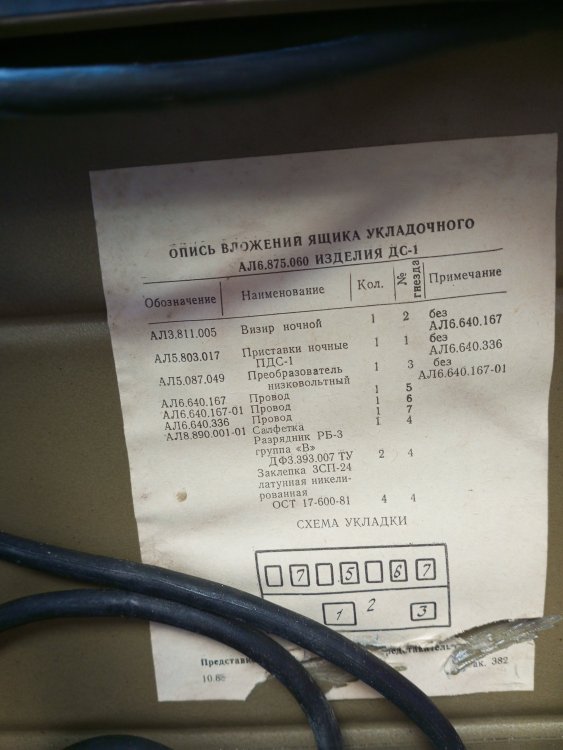 ОПИСЬ ВЛОЖЕНИЙ ЯЩИКА УКЛАДОЧНОГО
АЛ6.875.060 ИЗДЕЛИЯ ДС-1
Обозначение Наименование Кол. № гнезда Примечание
АЛ3.811.005 Визир ночной 1 2 без АЛ6.640.167
АЛ5.803.017 Приставки ночные ПДС-1 1 1 без АЛ6.640.336
АЛ5.087.049 Преобразователь низковольтный 1 3 без АЛ6.640.167-01
АЛ6.640.167 Провод 1 5
АЛ6.640.167-01 Провод 1 6
АЛ6.640.336 Провод 1 7
АЛ8.890.001-01 Салфетка 1 4
Разрядник РБ-3
группа «В»
ДФ3.393.007 ТУ 2 4
Заклепка ЗСП-24
латунная никели-
рованная
ОСТ 17-600-81 4 4
СХЕМА УКЛАДКИ
7 5 6 7
1 2 3
382